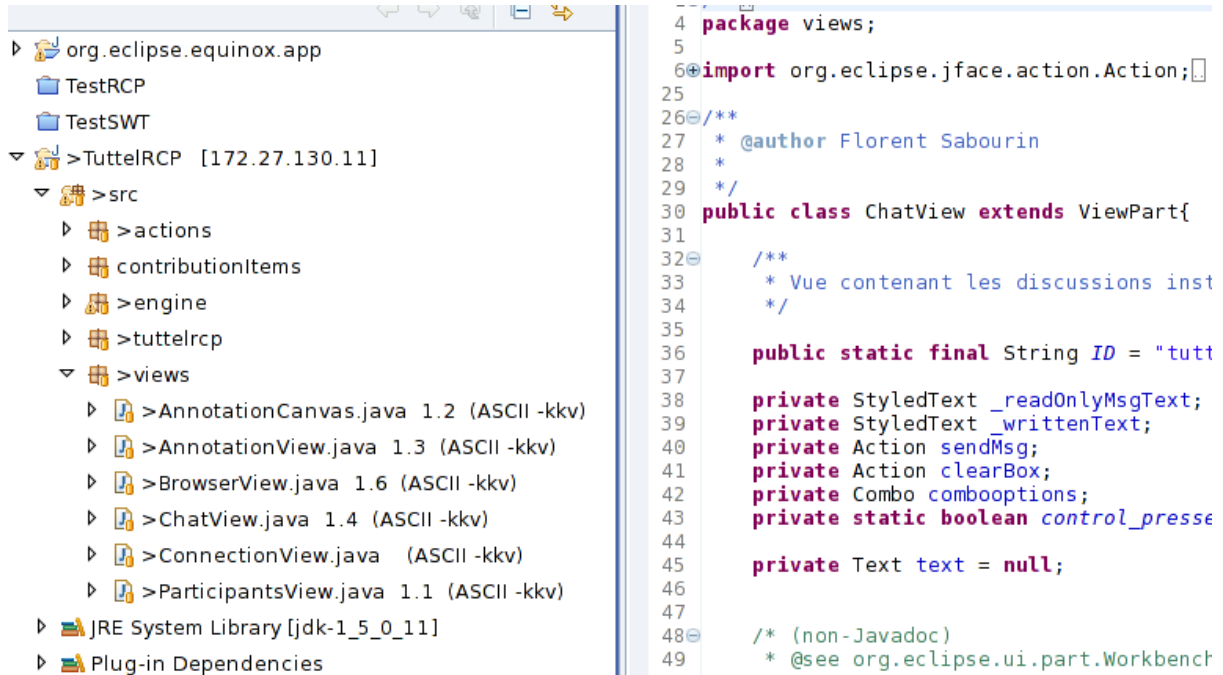 org.eclipse.equinox.app
TestRCP
TestSWT
>TuttelRCP [172.27.130.11]
>src
>actions
contributionItems
>engine
>tuttelrcp
>views
>AnnotationCanvas.java 1.2 (ASCII -kkv)
>AnnotationView.java 1.3 (ASCII -kkv)
>BrowserView.java 1.6 (ASCII -kkv)
>ChatView.java 1.4 (ASCII -kkv)
>ConnectionView.java (ASCII -kkv)
>ParticipantsView.java 1.1 (ASCII -kkv)
JRE System Library [jdk-1_5_0_11]
Plug-in Dependencies
4 package views;
5
6 import org.eclipse.jface.action.Action;
25
26 /**
27 * @author Florent Sabourin
28 *
29 */
30 public class ChatView extends ViewPart{
31
32 /**
33 * Vue contenant les discussions inst
34 */
35
36 public static final String ID = "tutt
37
38 private StyledText _readOnlyMsgText;
39 private StyledText _writtenText;
40 private Action sendMsg;
41 private Action clearBox;
42 private Combo combooptions;
43 private static boolean control_presse
44
45 private Text text = null;
46
47
48 /* (non-Javadoc)
49 * @see org.eclipse.ui.part.Workbench